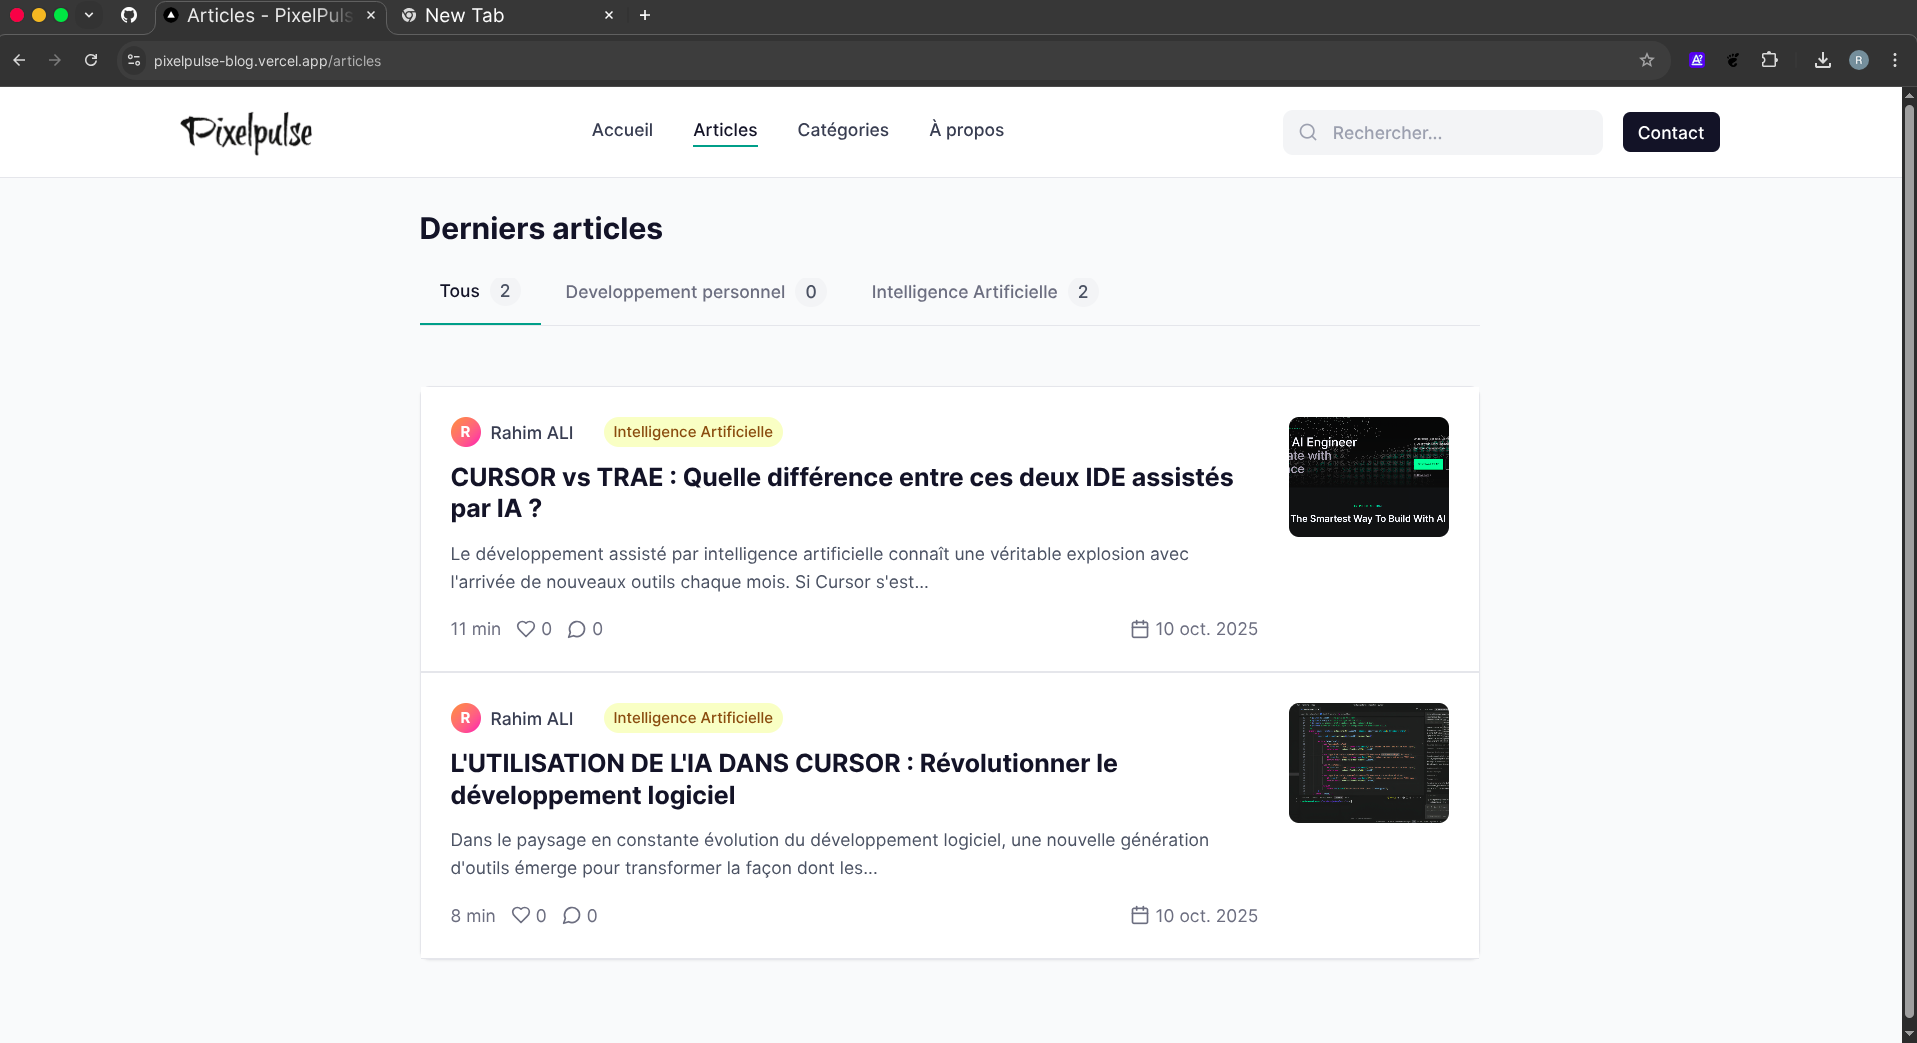 Articles - PixelPuls
New Tab
pixelpulse-blog.vercel.app/articles
R
Pixelpulse
Accueil Articles Catégories À propos
Rechercher...
Contact
Derniers articles
Tous 2 Developpement personnel 0 Intelligence Artificielle 2
R Rahim ALI Intelligence Artificielle
CURSOR vs TRAE : Quelle différence entre ces deux IDE assistés
par IA ?
Le développement assisté par intelligence artificielle connaît une véritable explosion avec
l'arrivée de nouveaux outils chaque mois. Si Cursor s'est...
11 min 0 0 10 oct. 2025
AI Engineer
ate with
ce
The Smartest Way To Build With AI
R Rahim ALI Intelligence Artificielle
L'UTILISATION DE L'IA DANS CURSOR : Révolutionner le
développement logiciel
Dans le paysage en constante évolution du développement logiciel, une nouvelle génération
d'outils émerge pour transformer la façon dont les...
8 min 0 0 10 oct. 2025